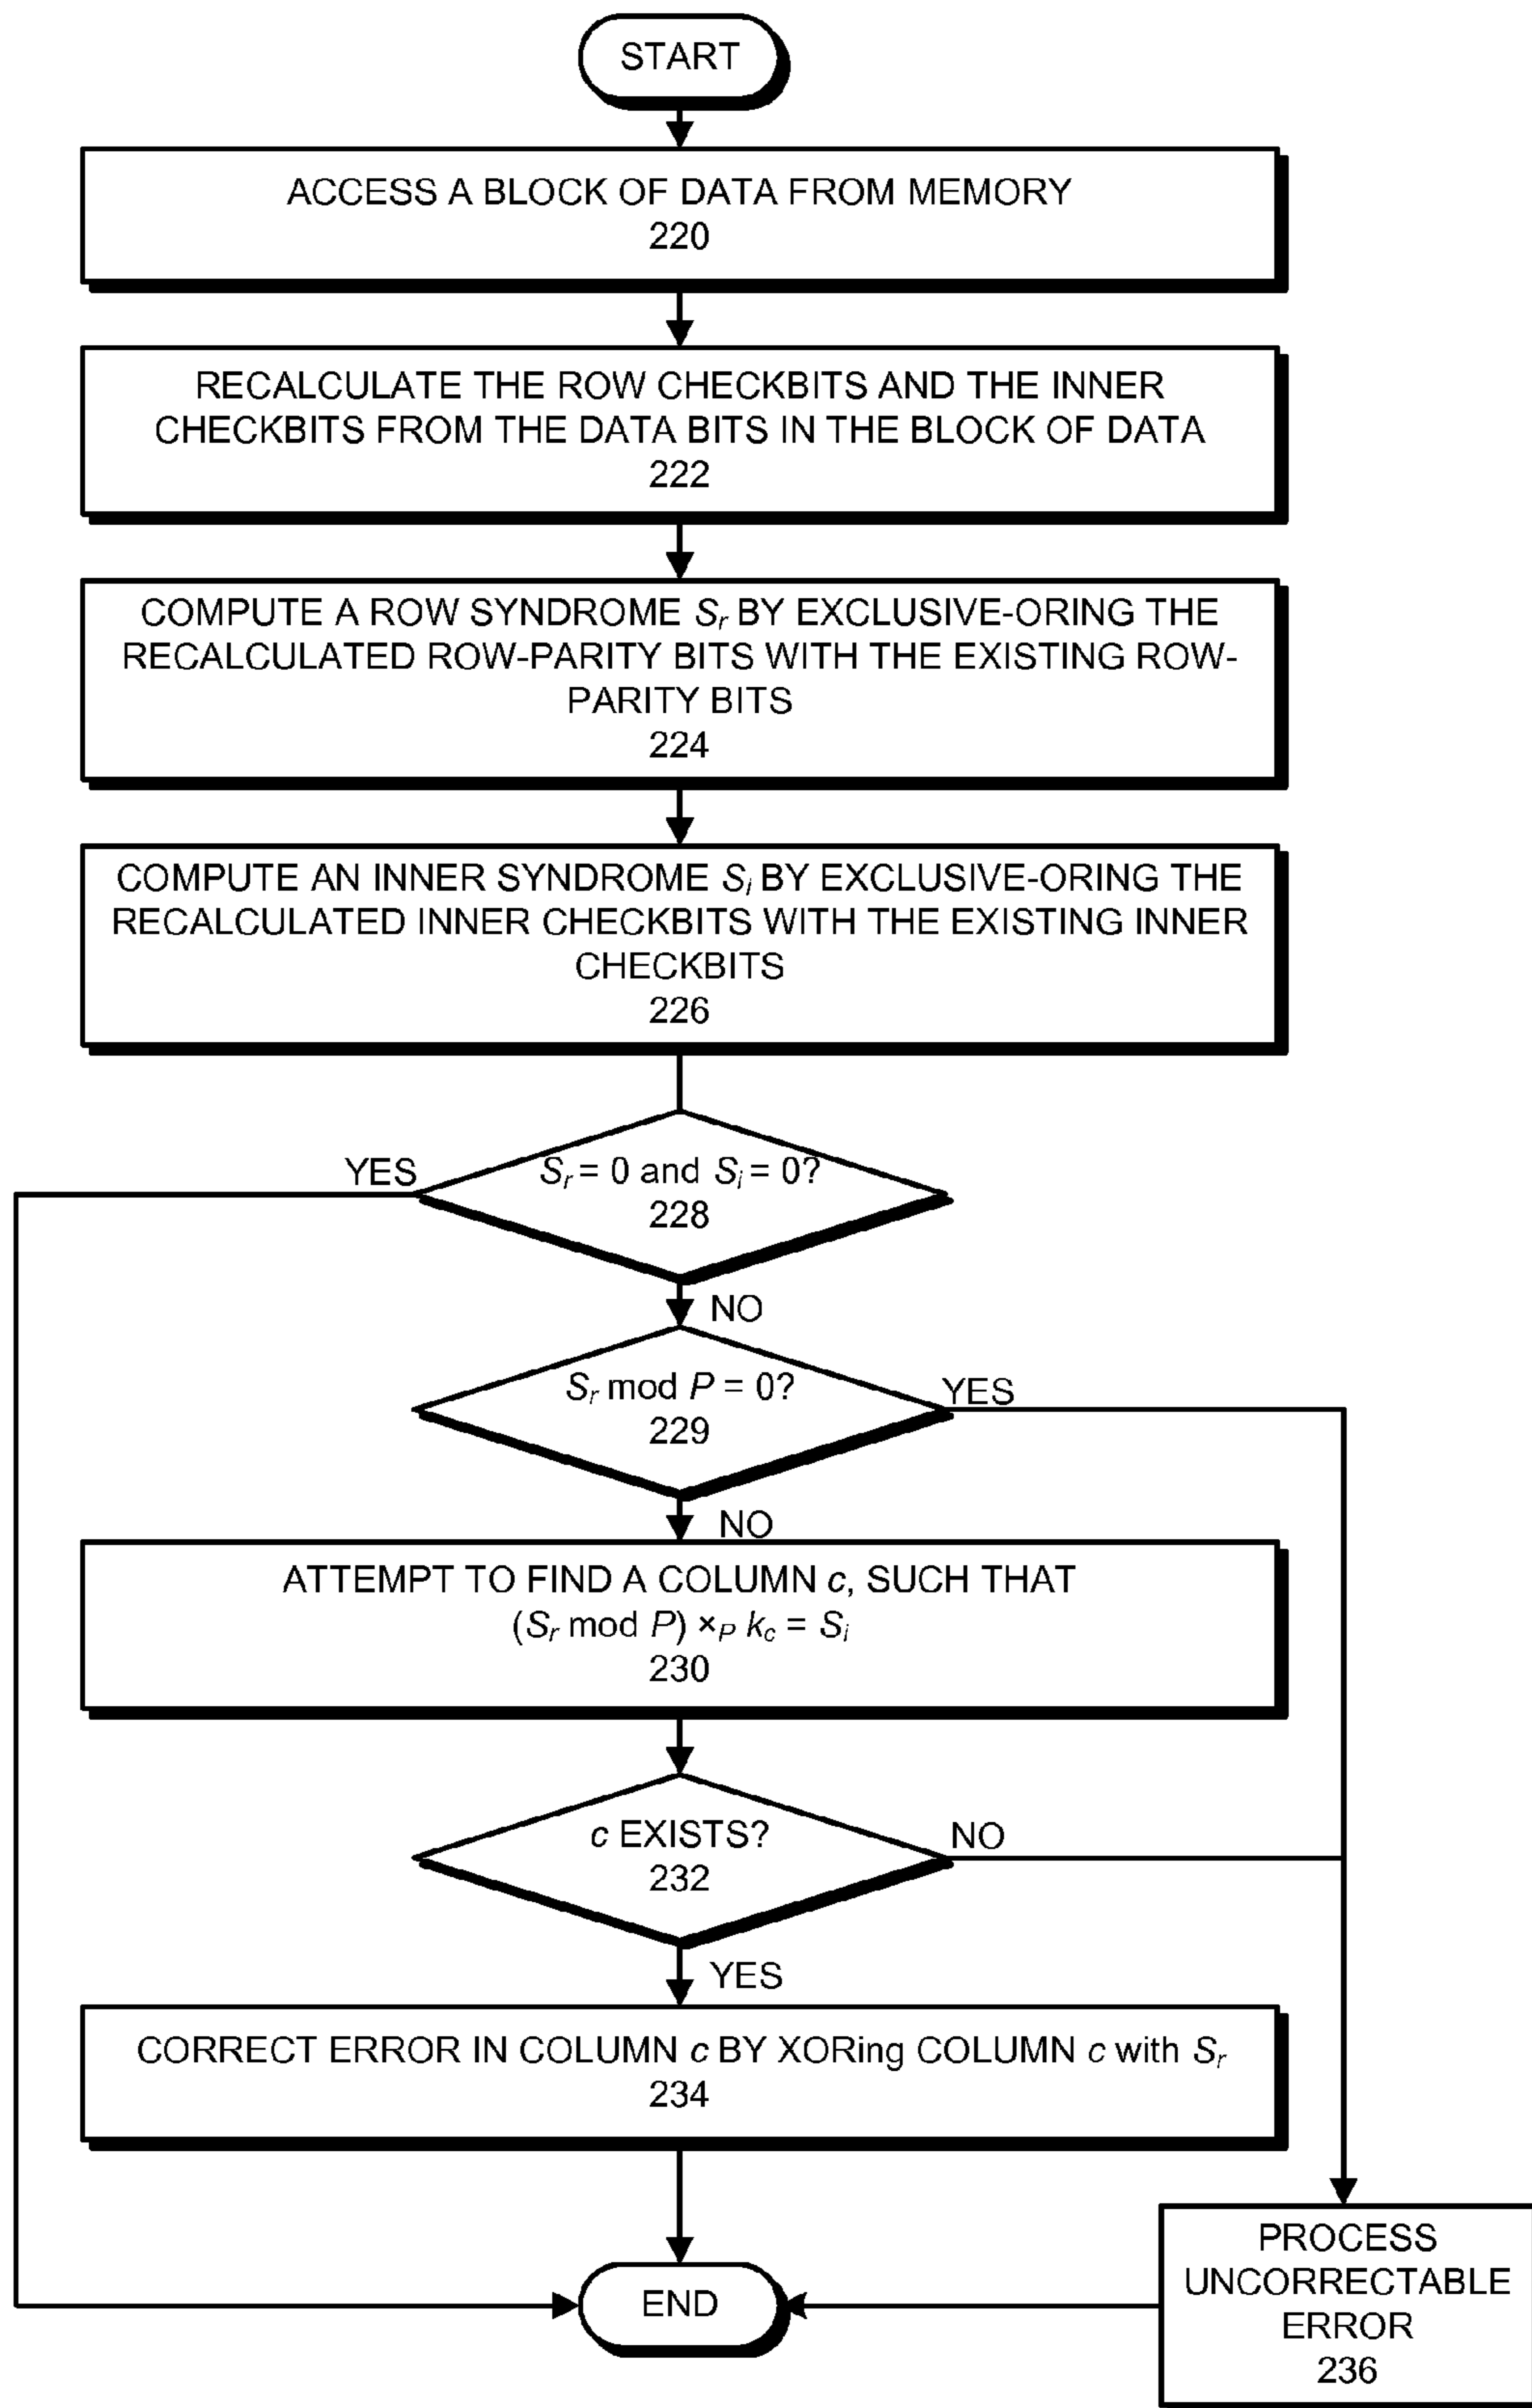 START
ACCESS A BLOCK OF DATA FROM MEMORY
220
RECALCULATE THE ROW CHECKBITS AND THE INNER
CHECKBITS FROM THE DATA BITS IN THE BLOCK OF DATA
222
COMPUTE A ROW SYNDROME Sr BY EXCLUSIVE-ORING THE
RECALCULATED ROW-PARITY BITS WITH THE EXISTING ROW-
PARITY BITS
224
COMPUTE AN INNER SYNDROME Si BY EXCLUSIVE-ORING THE
RECALCULATED INNER CHECKBITS WITH THE EXISTING INNER
CHECKBITS
226
YES
Sr = 0 and Si = 0?
228
NO
Sr mod P = 0?
229
YES
NO
ATTEMPT TO FIND A COLUMN c, SUCH THAT
(Sr mod P) ×P kc = Si
230
c EXISTS?
232
NO
YES
CORRECT ERROR IN COLUMN c BY XORing COLUMN c with Sr
234
END
PROCESS
UNCORRECTABLE
ERROR
236